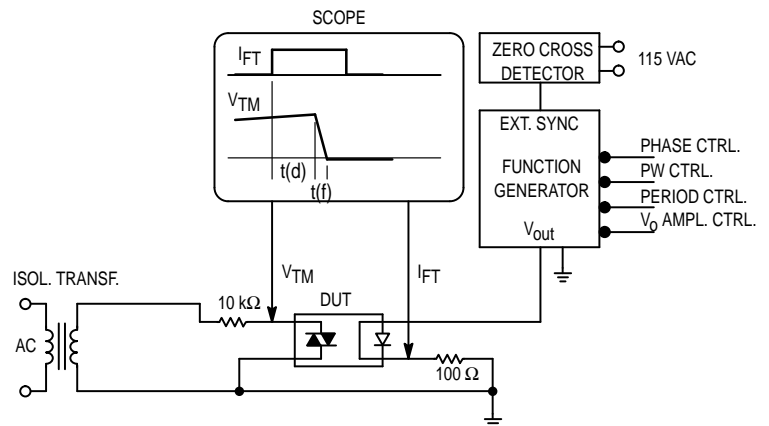 SCOPE
IFT
VTM
t(d)
t(f)
ZERO CROSS
DETECTOR
115 VAC
EXT. SYNC
FUNCTION
GENERATOR
Vout
PHASE CTRL.
PW CTRL.
PERIOD CTRL.
Vo AMPL. CTRL.
ISOL. TRANSF.
AC
10 kΩ
VTM
DUT
IFT
100 Ω